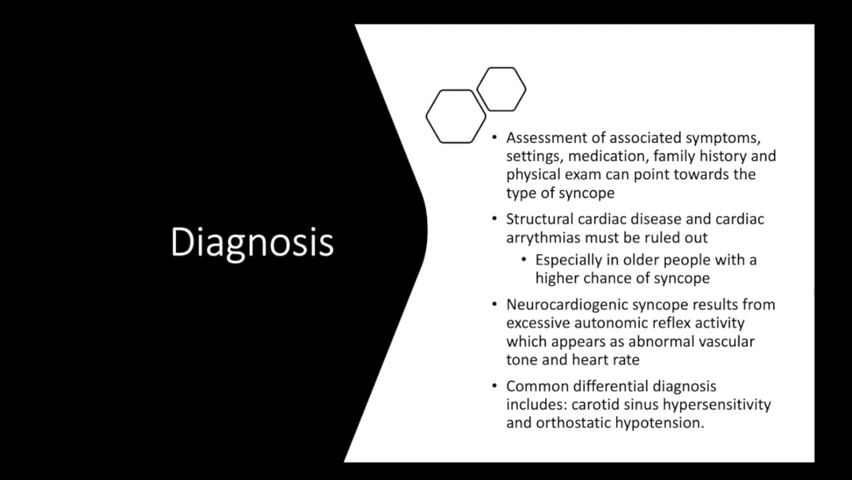 Diagnosis
• Assessment of associated symptoms,
settings, medication, family history and
physical exam can point towards the
type of syncope
• Structural cardiac disease and cardiac
arrythmias must be ruled out
• Especially in older people with a
higher chance of syncope
• Neurocardiogenic syncope results from
excessive autonomic reflex activity
which appears as abnormal vascular
tone and heart rate
• Common differential diagnosis
includes: carotid sinus hypersensitivity
and orthostatic hypotension.